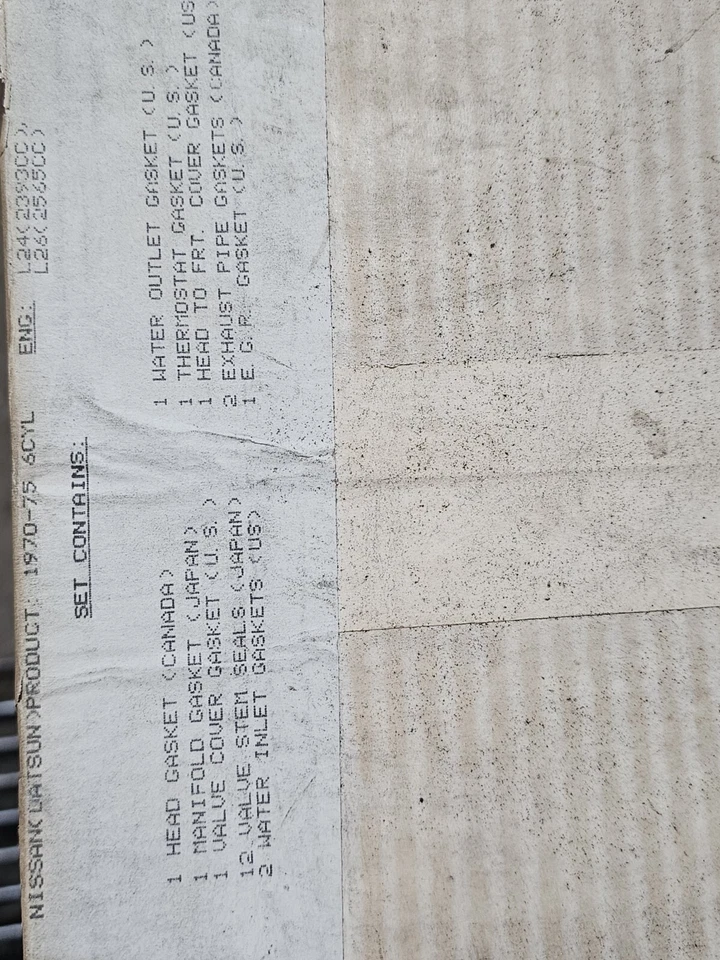 NISSAN(DATSUN)PRODUCT: 1970-75 6CYL ENG: L24(2393CC),
L26(2565CC)
SET CONTAINS:
1 HEAD GASKET (CANADA)
1 MANIFOLD GASKET (JAPAN)
1 VALVE COVER GASKET (U.S.)
12 VALVE STEM SEALS (JAPAN)
2 WATER INLET GASKETS (US)
1 WATER OUTLET GASKET (U.S.)
1 THERMOSTAT GASKET (U.S.)
1 HEAD TO FRT. COVER GASKET (US
2 EXHAUST PIPE GASKETS (CANADA)
1 E.G.R. GASKET (U.S.)